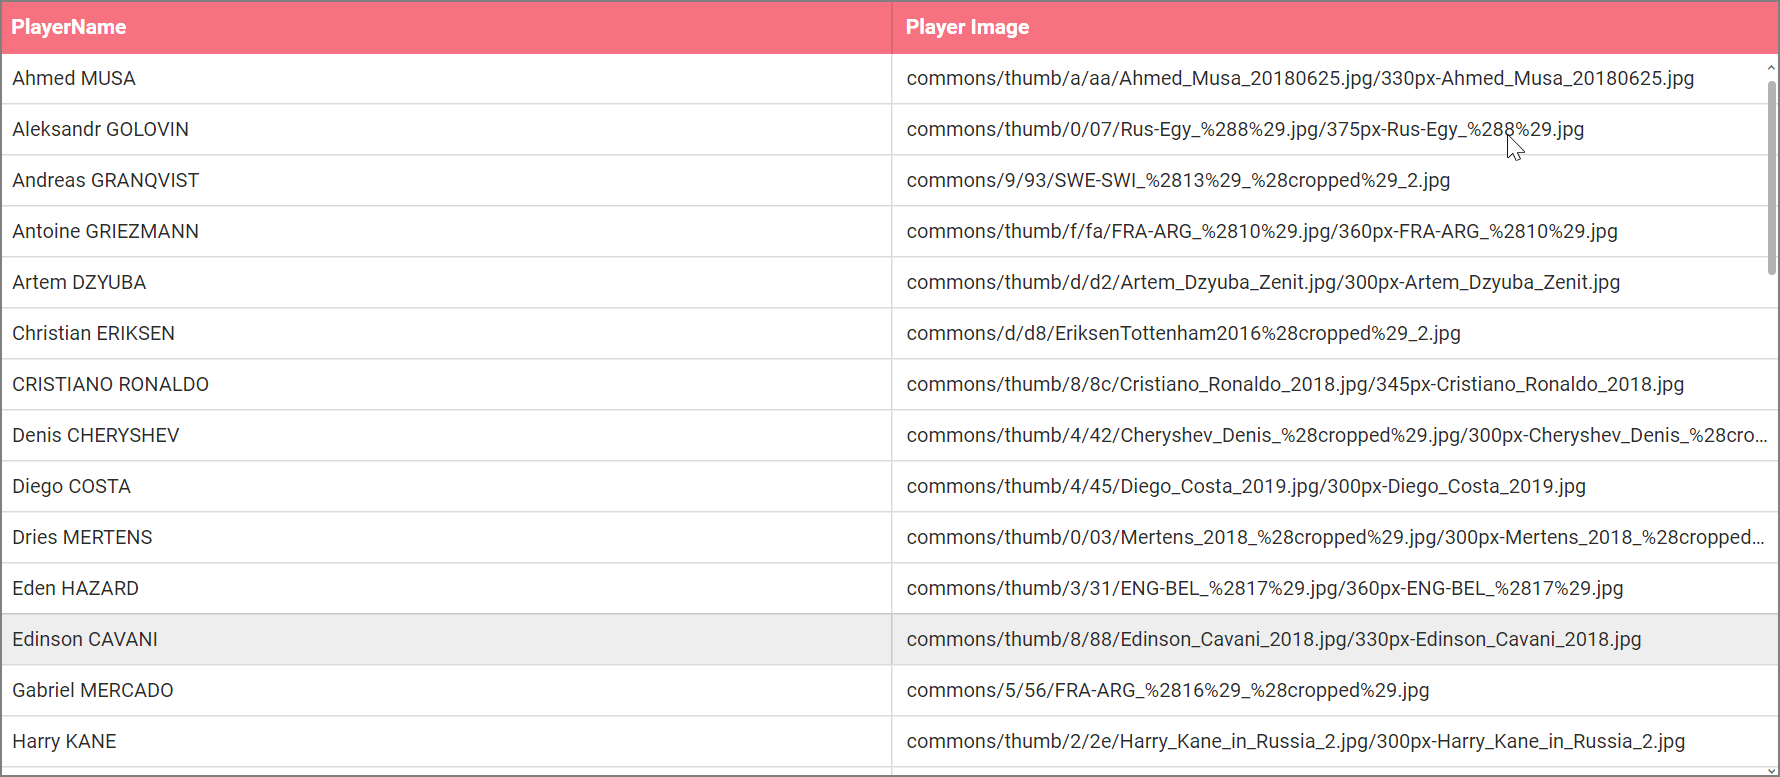 PlayerName Player Image
Ahmed MUSA commons/thumb/a/aa/Ahmed_Musa_20180625.jpg/330px-Ahmed_Musa_20180625.jpg
Aleksandr GOLOVIN commons/thumb/0/07/Rus-Egy_%288%29.jpg/375px-Rus-Egy_%288%29.jpg
Andreas GRANQVIST commons/9/93/SWE-SWI_%2813%29_%28cropped%29_2.jpg
Antoine GRIEZMANN commons/thumb/f/fa/FRA-ARG_%2810%29.jpg/360px-FRA-ARG_%2810%29.jpg
Artem DZYUBA commons/thumb/d/d2/Artem_Dzyuba_Zenit.jpg/300px-Artem_Dzyuba_Zenit.jpg
Christian ERIKSEN commons/d/d8/EriksenTottenham2016%28cropped%29_2.jpg
CRISTIANO RONALDO commons/thumb/8/8c/Cristiano_Ronaldo_2018.jpg/345px-Cristiano_Ronaldo_2018.jpg
Denis CHERYSHEV commons/thumb/4/42/Cheryshev_Denis_%28cropped%29.jpg/300px-Cheryshev_Denis_%28cro...
Diego COSTA commons/thumb/4/45/Diego_Costa_2019.jpg/300px-Diego_Costa_2019.jpg
Dries MERTENS commons/thumb/0/03/Mertens_2018_%28cropped%29.jpg/300px-Mertens_2018_%28cropped...
Eden HAZARD commons/thumb/3/31/ENG-BEL_%2817%29.jpg/360px-ENG-BEL_%2817%29.jpg
Edinson CAVANI commons/thumb/8/88/Edinson_Cavani_2018.jpg/330px-Edinson_Cavani_2018.jpg
Gabriel MERCADO commons/5/56/FRA-ARG_%2816%29_%28cropped%29.jpg
Harry KANE commons/thumb/2/2e/Harry_Kane_in_Russia_2.jpg/300px-Harry_Kane_in_Russia_2.jpg